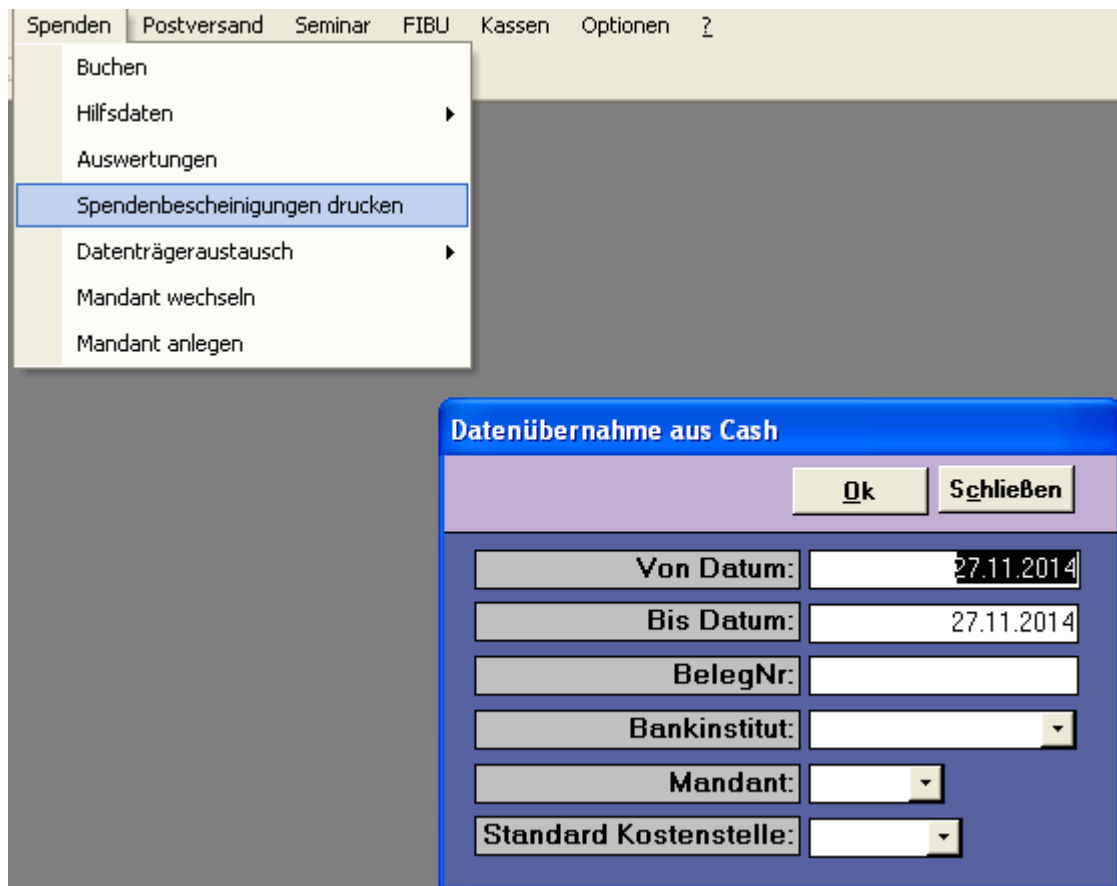 Spenden Postversand Seminar FIBU Kassen Optionen ?
Buchen
Hilfsdaten
Auswertungen
Spendenbescheinigungen drucken
Datenträgeraustausch
Mandant wechseln
Mandant anlegen
Datenübernahme aus Cash
Ok Schließen
Von Datum: 27.11.2014
Bis Datum: 27.11.2014
BelegNr:
Bankinstitut:
Mandant:
Standard Kostenstelle: